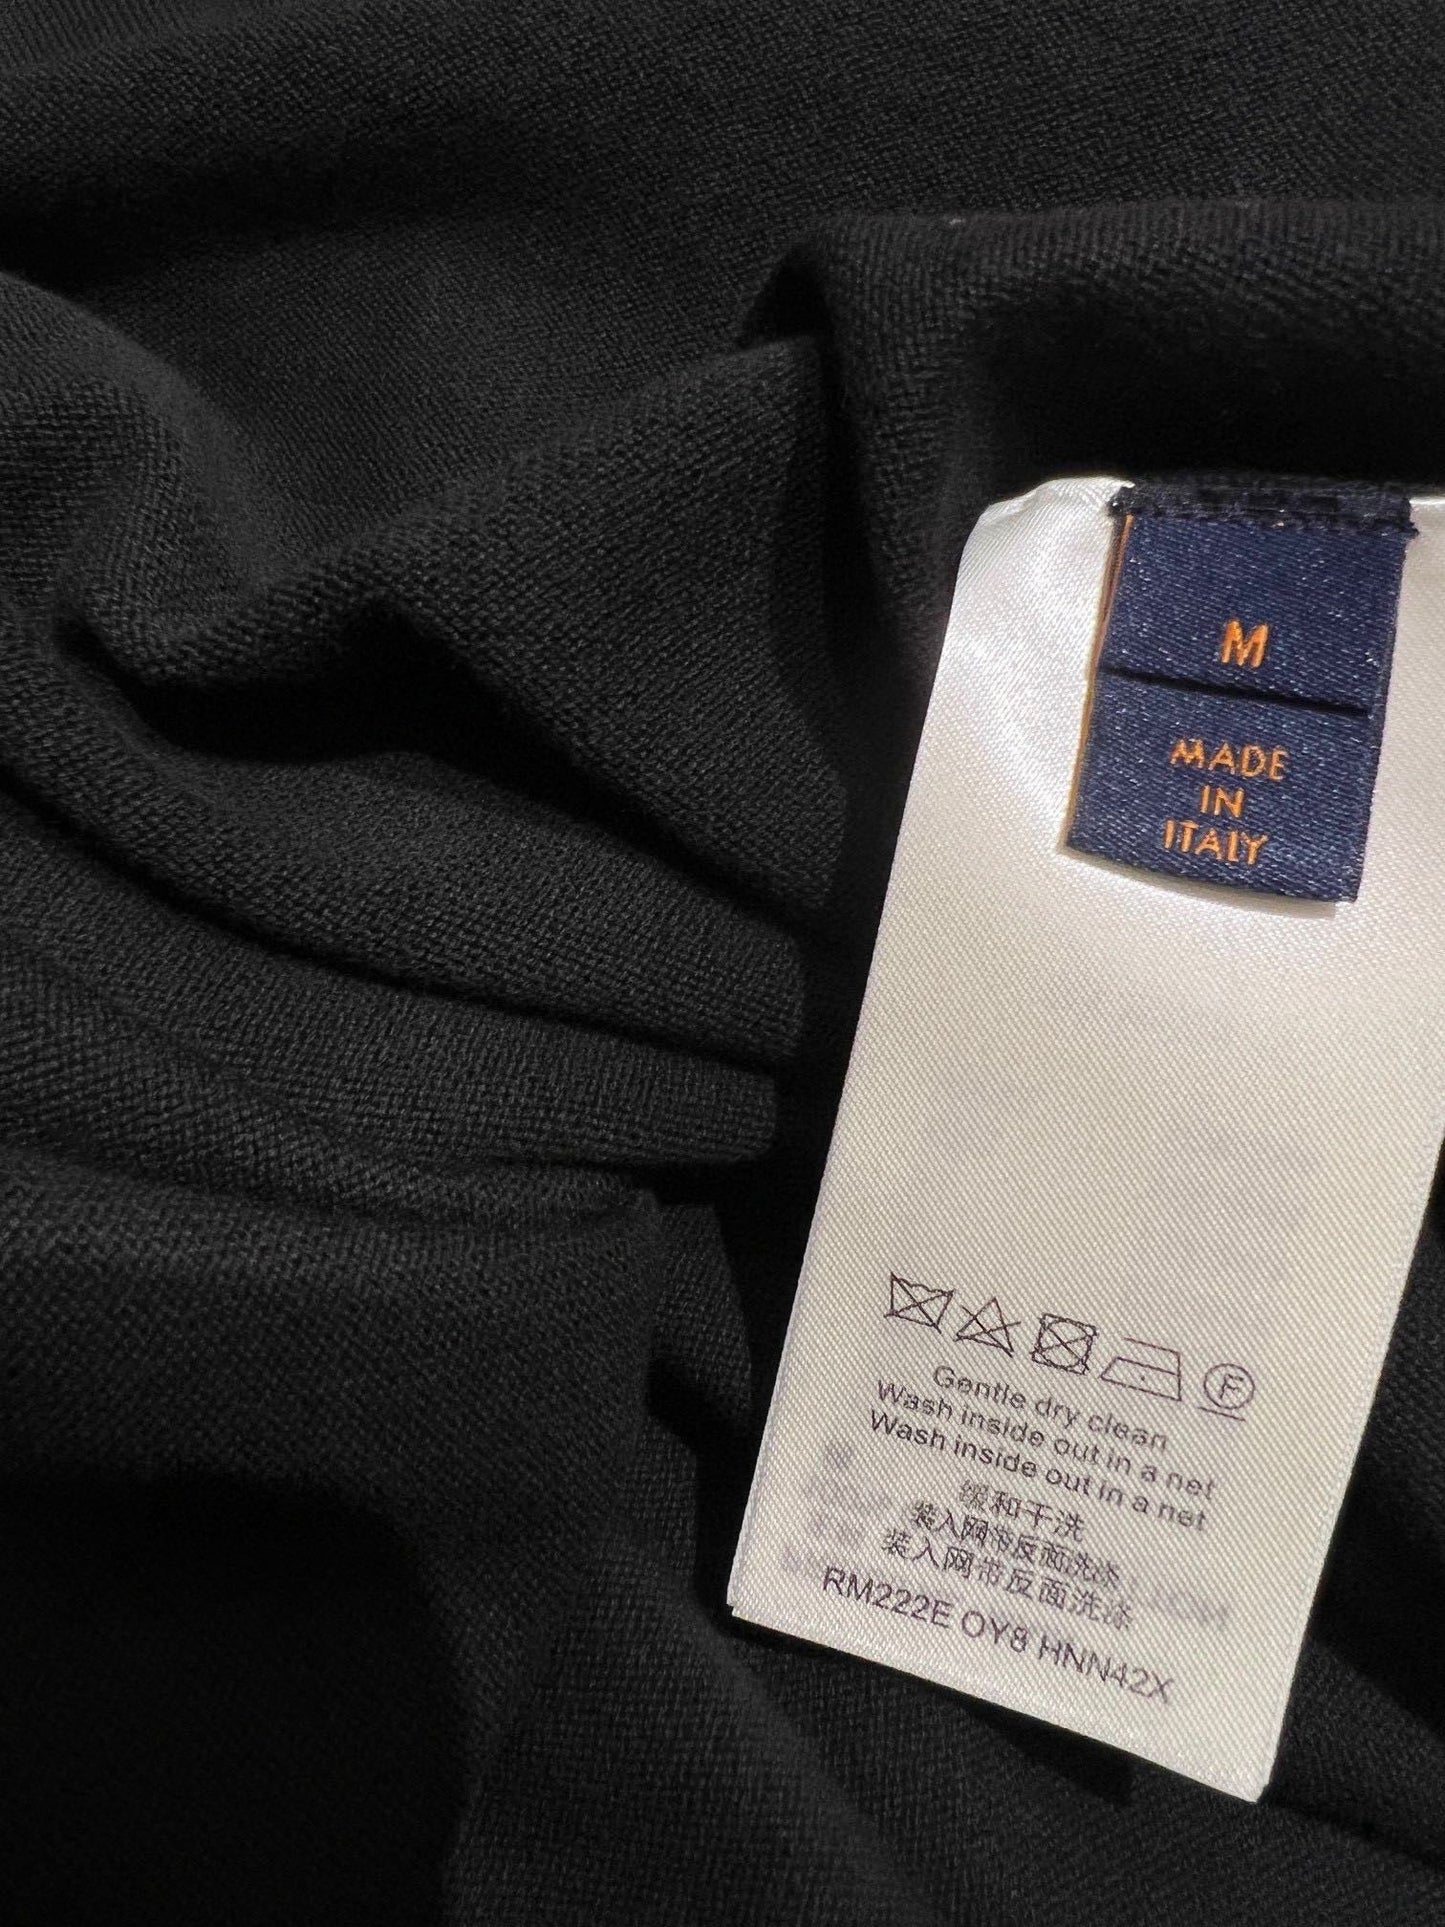 M
MADE
IN
ITALY
F
Gentle dry clean
Wash inside out in a net
Wash inside out in a net
缓和干洗
装入网带反面洗涤
装入网带反面洗涤
RM222E OY8 HNN42X